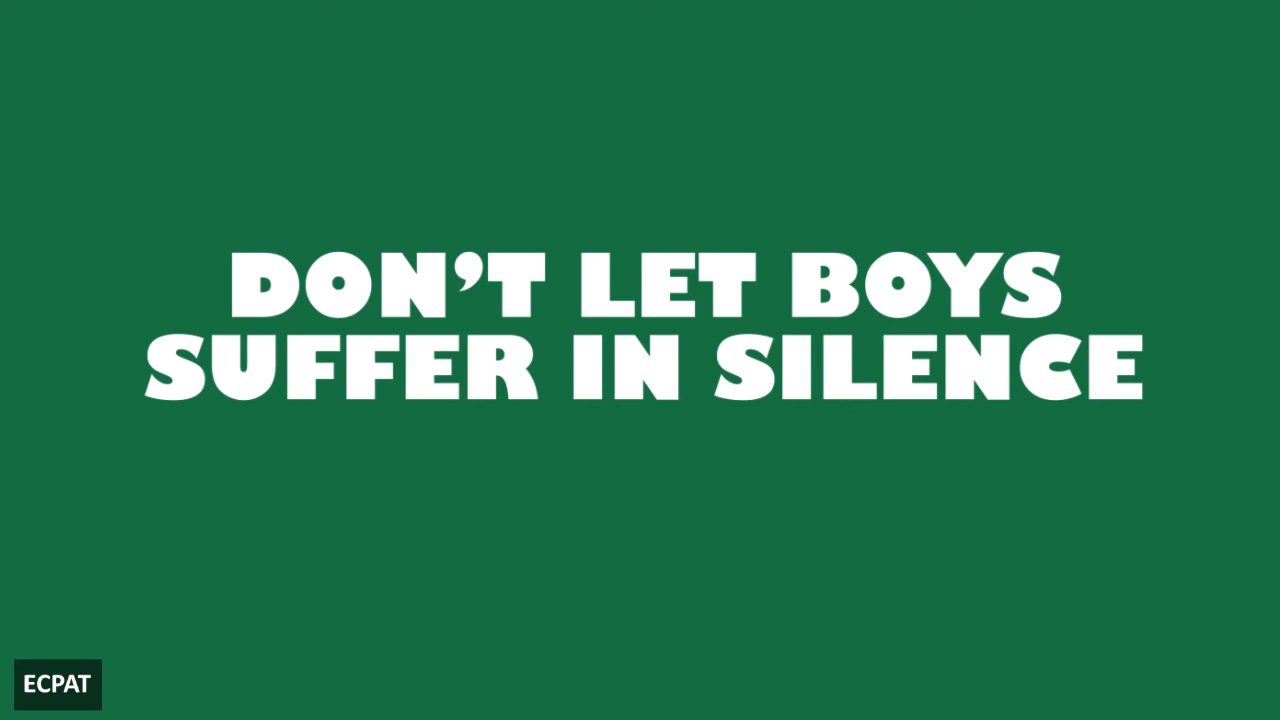 DON’T LET BOYS
SUFFER IN SILENCE
ECPAT